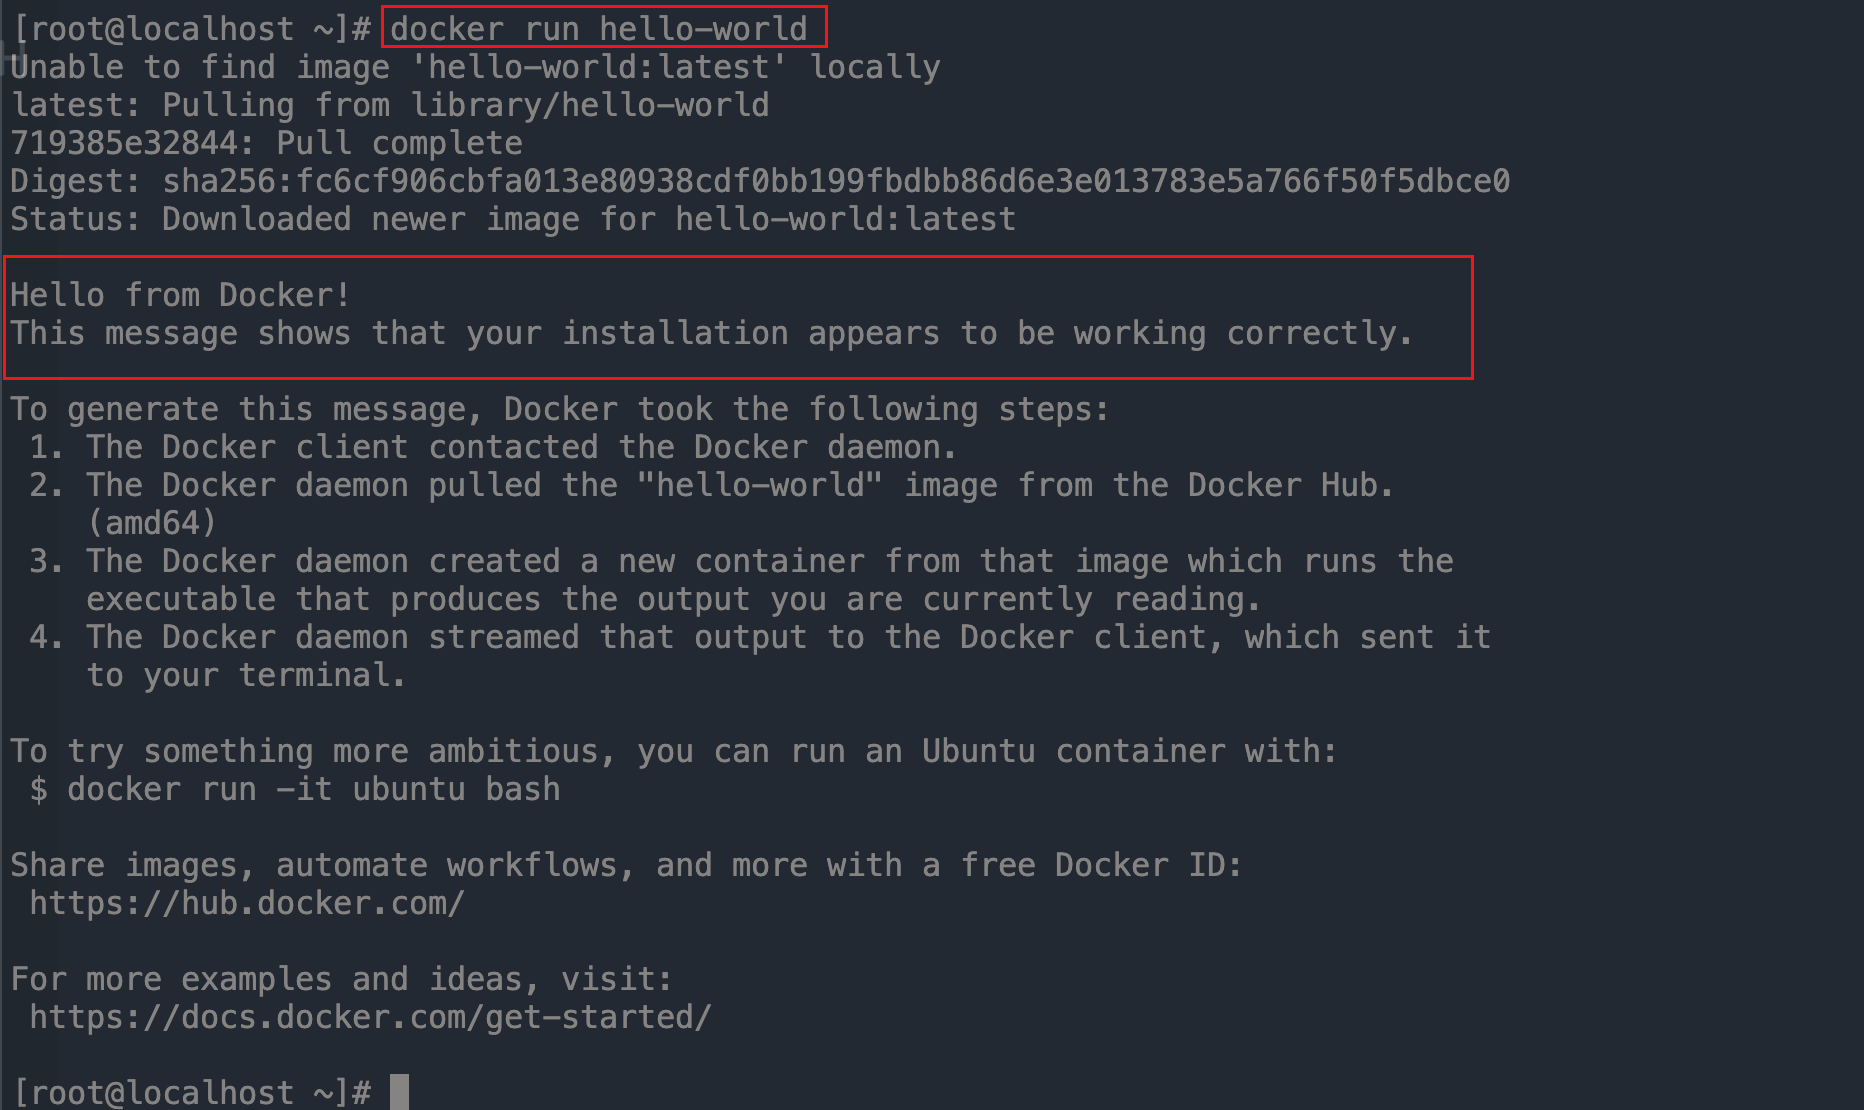 [root@localhost ~]# docker run hello-world
Unable to find image 'hello-world:latest' locally
latest: Pulling from library/hello-world
719385e32844: Pull complete
Digest: sha256:fc6cf906cbfa013e80938cdf0bb199fbdbb86d6e3e013783e5a766f50f5dbce0
Status: Downloaded newer image for hello-world:latest
Hello from Docker!
This message shows that your installation appears to be working correctly.
To generate this message, Docker took the following steps:
1. The Docker client contacted the Docker daemon.
2. The Docker daemon pulled the "hello-world" image from the Docker Hub.
(amd64)
3. The Docker daemon created a new container from that image which runs the
executable that produces the output you are currently reading.
4. The Docker daemon streamed that output to the Docker client, which sent it
to your terminal.
To try something more ambitious, you can run an Ubuntu container with:
$ docker run -it ubuntu bash
Share images, automate workflows, and more with a free Docker ID:
https://hub.docker.com/
For more examples and ideas, visit:
https://docs.docker.com/get-started/
[root@localhost ~]#